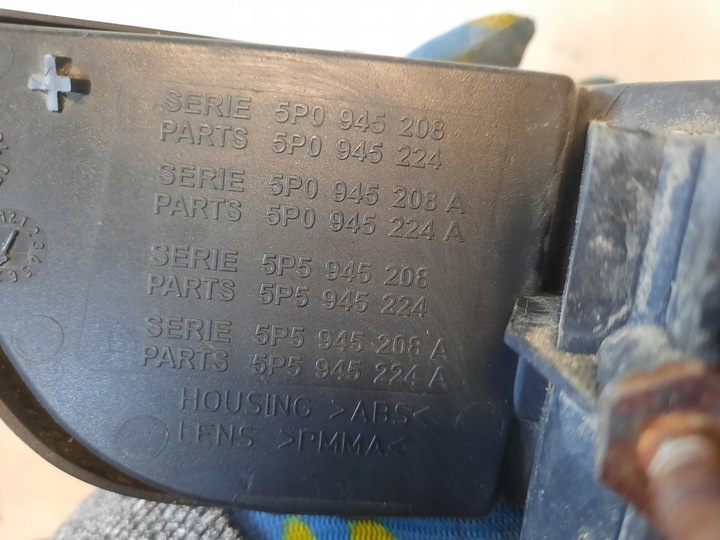 SERIE 5P0 945 208
PARTS 5P0 945 224
SERIE 5P0 945 208 A
PARTS 5P0 945 224 A
SERIE 5P5 945 208
PARTS 5P5 945 224
SERIE 5P5 945 208 A
PARTS 5P5 945 224 A
HOUSING >ABS<
LENS >PMMA<